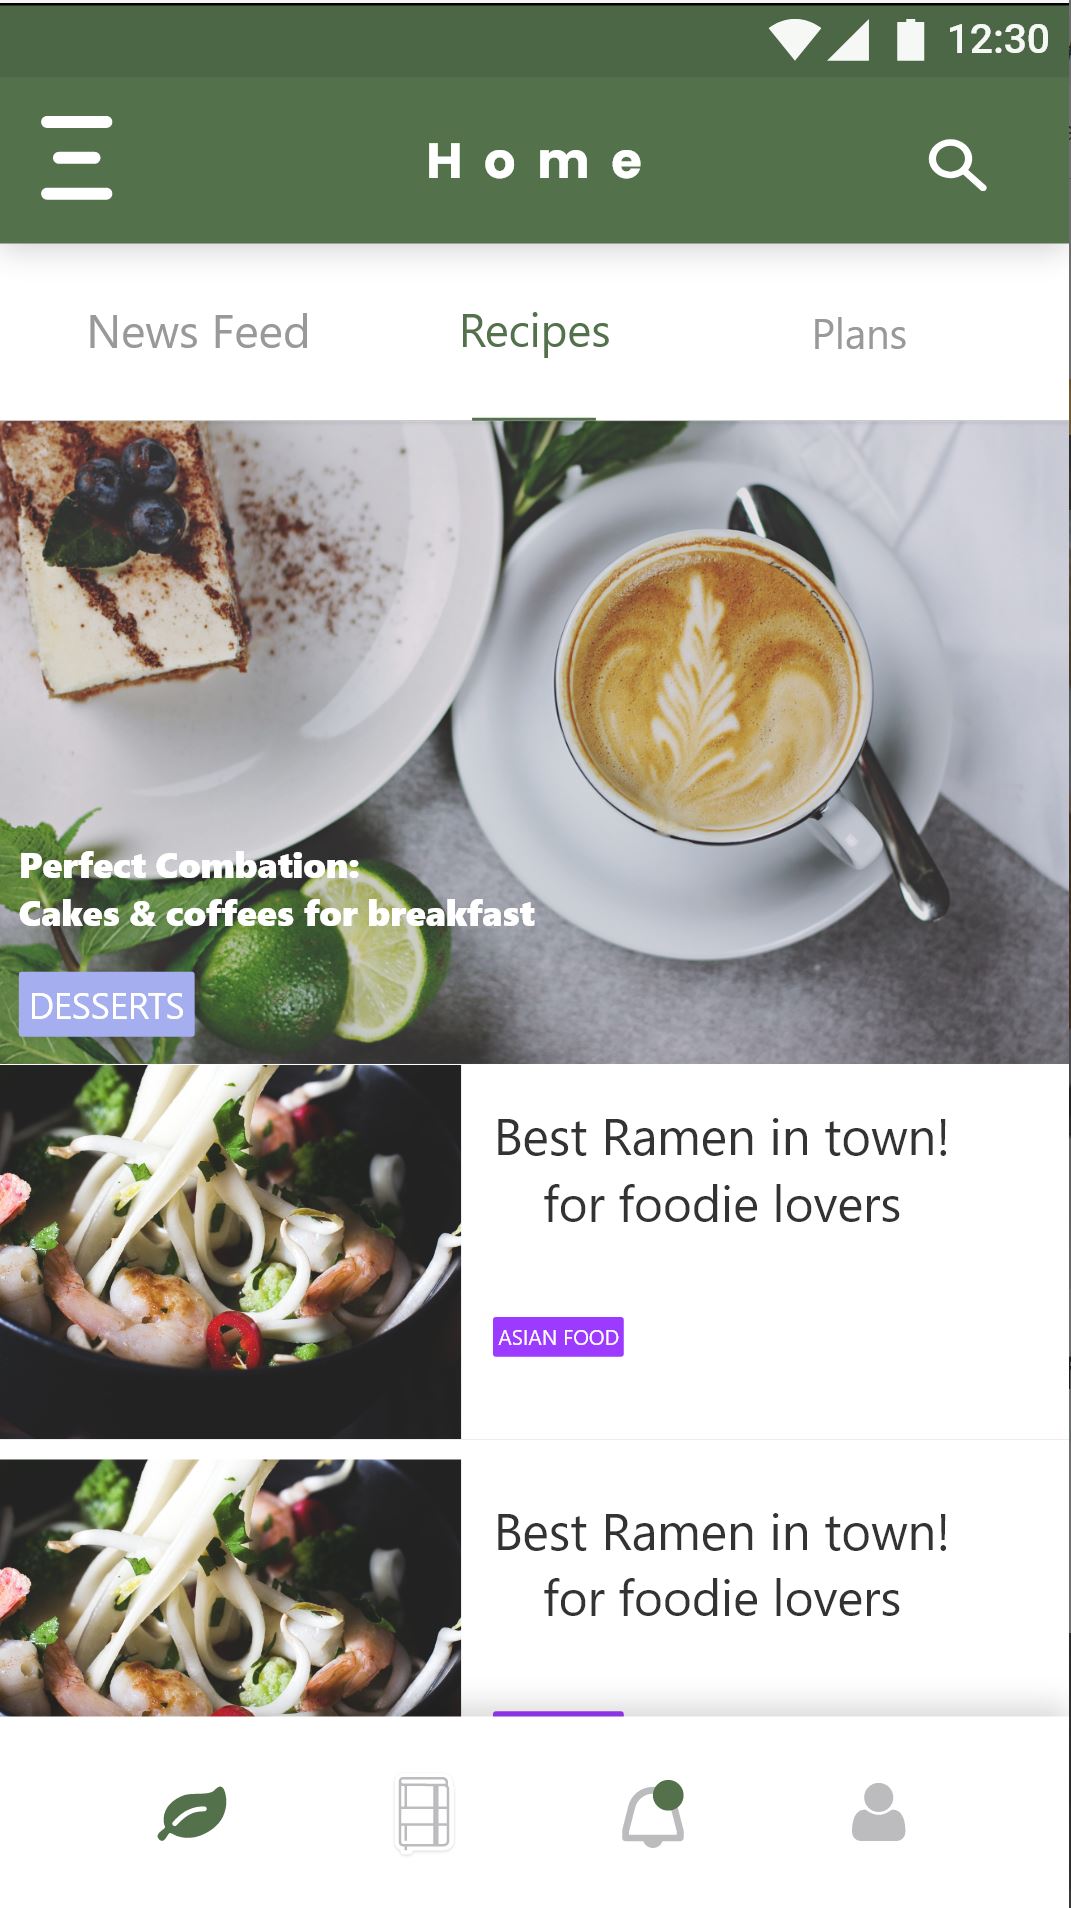 12:30
Home
News Feed
Recipes
Plans
Perfect Combation:
Cakes & coffees for breakfast
DESSERTS
Best Ramen in town!
for foodie lovers
ASIAN FOOD
Best Ramen in town!
for foodie lovers